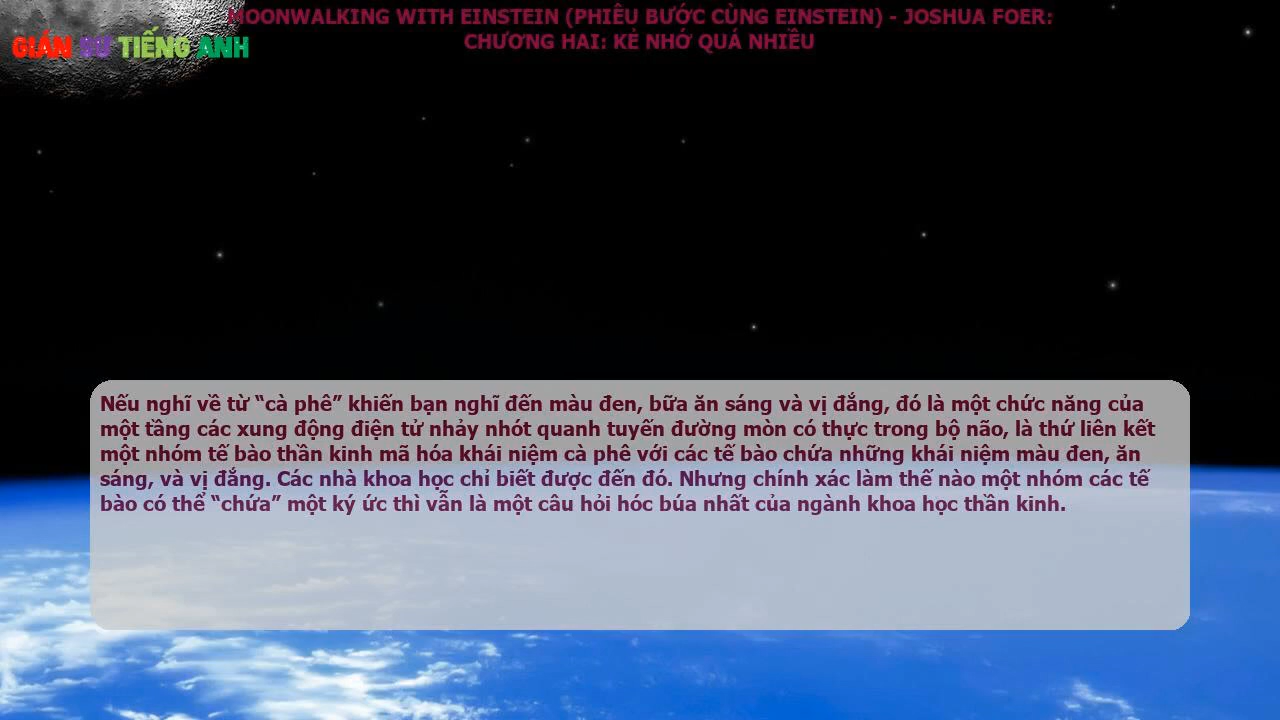 MOONWALKING WITH EINSTEIN (PHIÊU BƯỚC CÙNG EINSTEIN) - JOSHUA FOER:
CHƯƠNG HAI: KẺ NHỚ QUÁ NHIỀU
GIÁN SƯ TIẾNG ANH
Nếu nghĩ về từ “cà phê” khiến bạn nghĩ đến màu đen, bữa ăn sáng và vị đắng, đó là một chức năng của
một tầng các xung động điện tử nhảy nhót quanh tuyến đường mòn có thực trong bộ não, là thứ liên kết
một nhóm tế bào thần kinh mã hóa khái niệm cà phê với các tế bào chứa những khái niệm màu đen, ăn
sáng, và vị đắng. Các nhà khoa học chỉ biết được đến đó. Nhưng chính xác làm thế nào một nhóm các tế
bào có thể “chứa” một ký ức thì vẫn là một câu hỏi hóc búa nhất của ngành khoa học thần kinh.